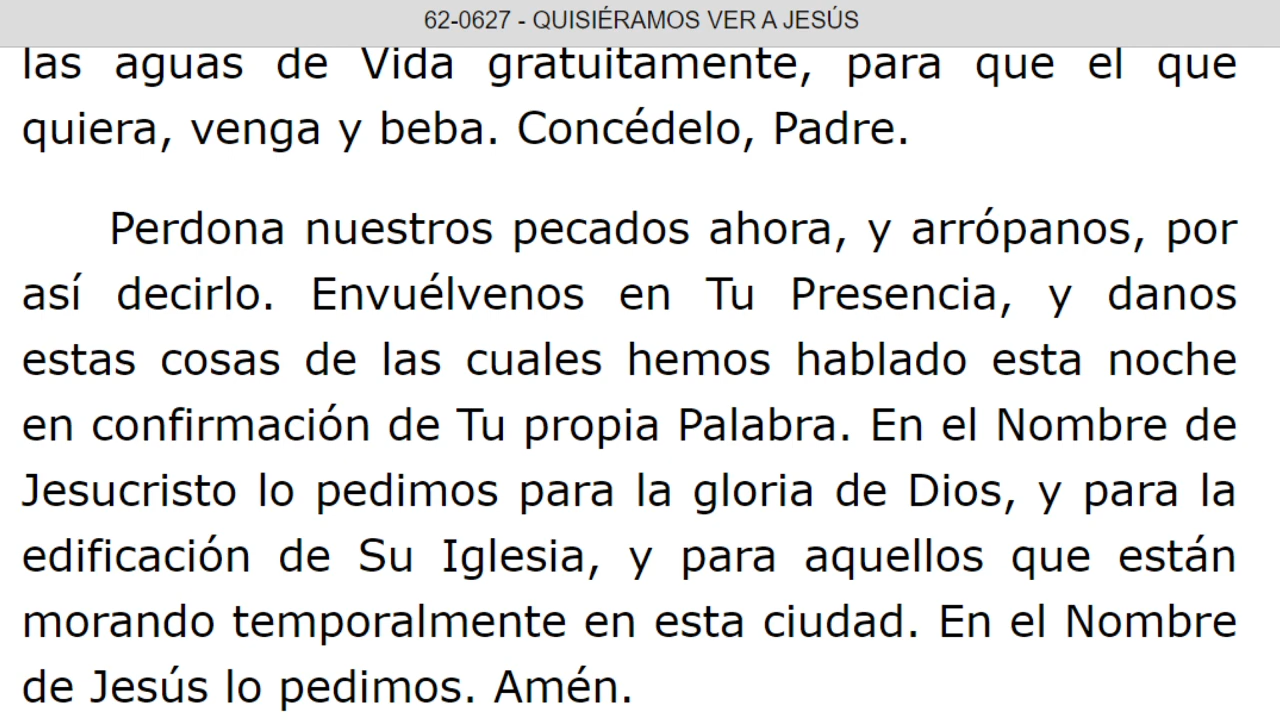 62-0627 - QUISIÉRAMOS VER A JESÚS
las aguas de Vida gratuitamente, para que el que
quiera, venga y beba. Concédelo, Padre.
Perdona nuestros pecados ahora, y arrópanos, por
así decirlo. Envuélvenos en Tu Presencia, y danos
estas cosas de las cuales hemos hablado esta noche
en confirmación de Tu propia Palabra. En el Nombre de
Jesucristo lo pedimos para la gloria de Dios, y para la
edificación de Su Iglesia, y para aquellos que están
morando temporalmente en esta ciudad. En el Nombre
de Jesús lo pedimos. Amén.